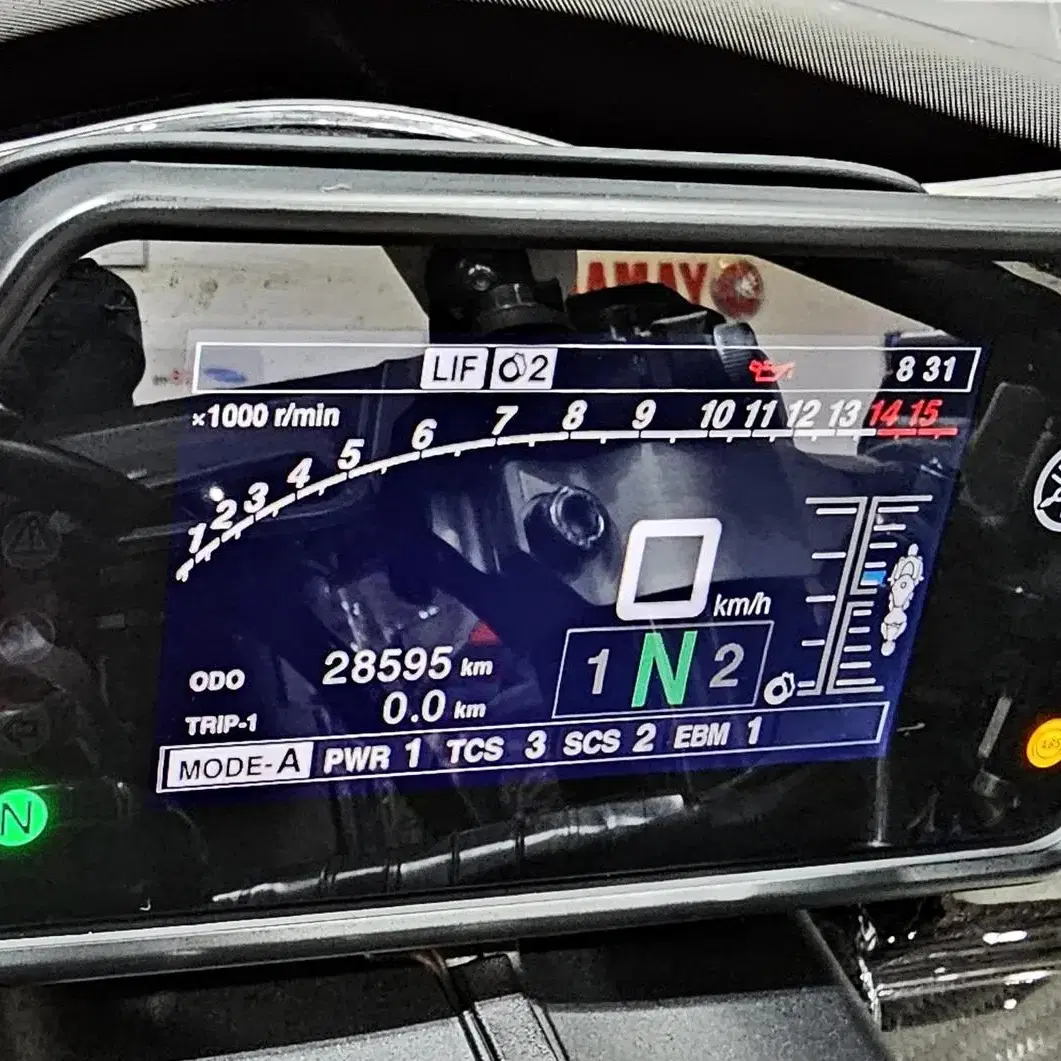 AMAY
LIF 2 8 31
×1000 r/min
1 2 3 4 5 6 7 8 9 10 11 12 13 14 15
0 km/h
1 N 2
ODO 28595 km
TRIP-1 0.0 km
MODE-A PWR 1 TCS 3 SCS 2 EBM 1
N
ABS